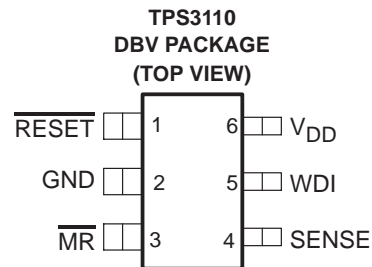 TPS3110
DBV PACKAGE
(TOP VIEW)
RESET 1 6 VDD
GND 2 5 WDI
MR 3 4 SENSE